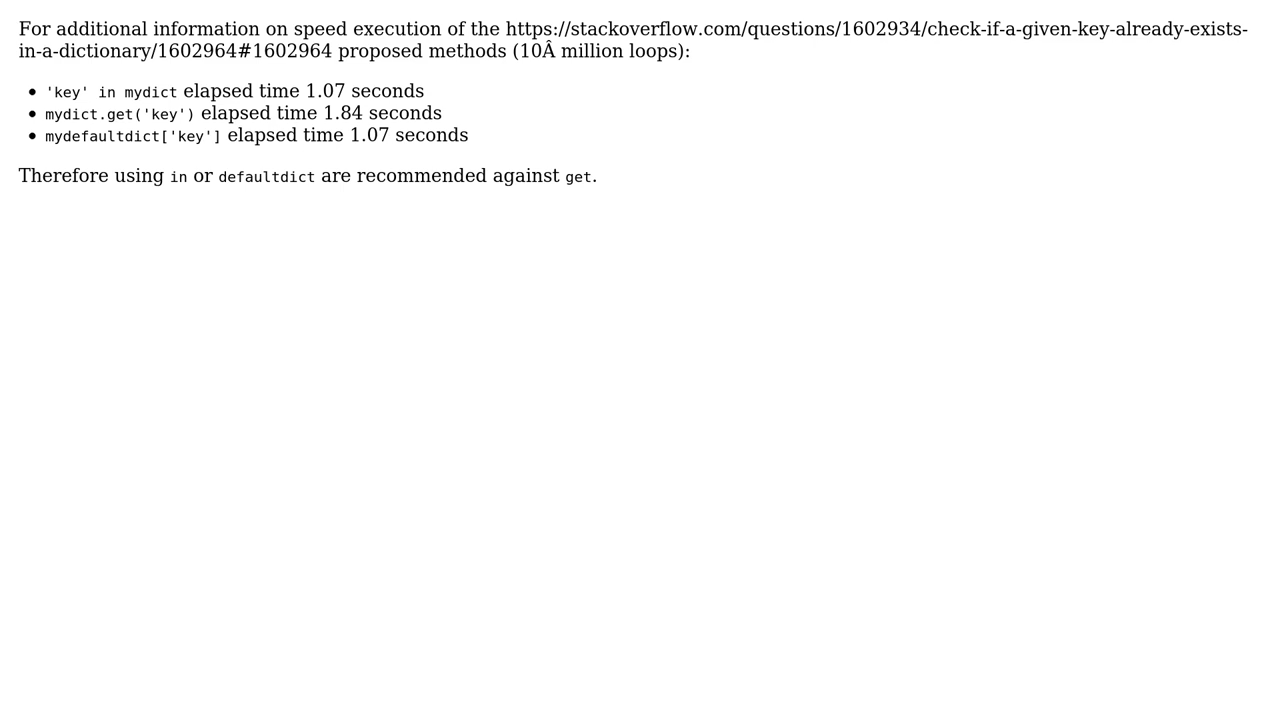 For additional information on speed execution of the https://stackoverflow.com/questions/1602934/check-if-a-given-key-already-exists-
in-a-dictionary/1602964#1602964 proposed methods (10Â million loops):
• 'key' in mydict elapsed time 1.07 seconds
• mydict.get('key') elapsed time 1.84 seconds
• mydefaultdict['key'] elapsed time 1.07 seconds
Therefore using in or defaultdict are recommended against get.